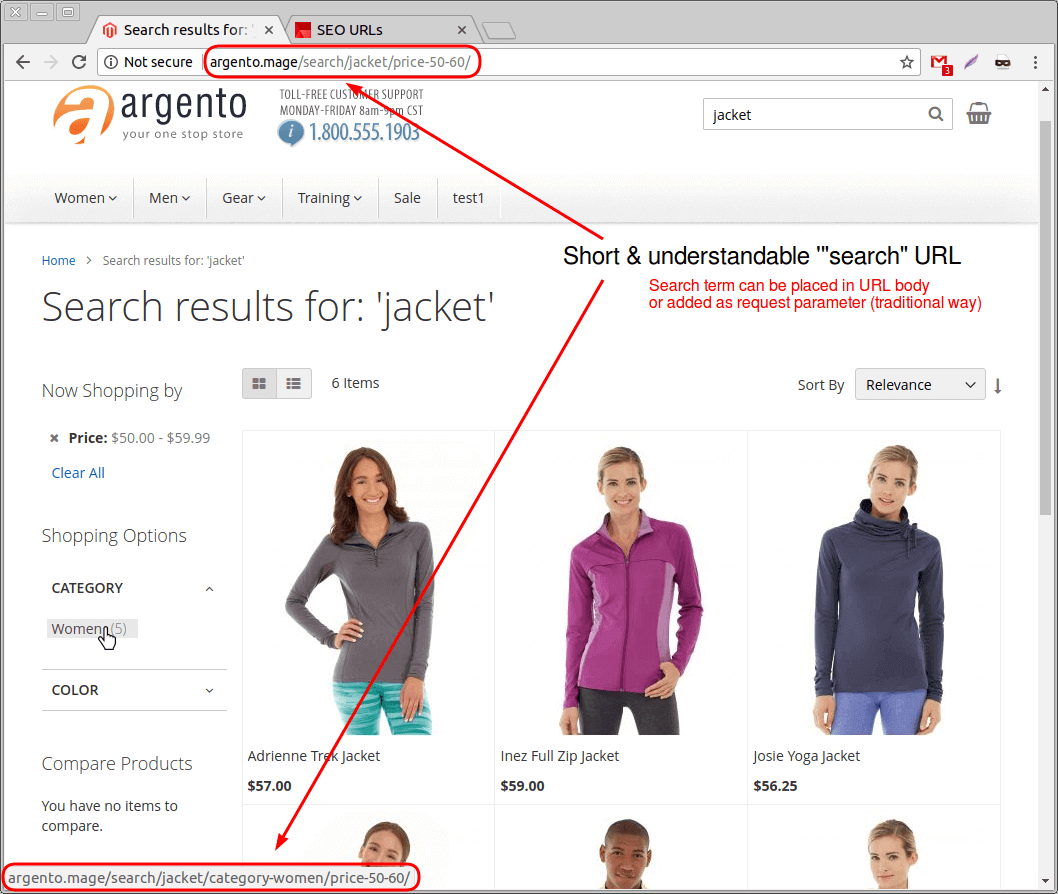 Search results for: '
SEO URLs
Not secure
argento.mage/search/jacket/price-50-60/
3
argento
your one stop store
TOLL-FREE CUSTOMER SUPPORT
MONDAY-FRIDAY 8am-9pm CST
i 1.800.555.1903
jacket
Women
Men
Gear
Training
Sale
test1
Home > Search results for: 'jacket'
Short & understandable '"search" URL
Search term can be placed in URL body
or added as request parameter (traditional way)
Search results for: 'jacket'
Now Shopping by
6 Items
Sort By
Relevance
Price: $50.00 - $59.99
Clear All
Shopping Options
CATEGORY
Women (5)
COLOR
Compare Products
You have no items to
compare.
Adrienne Trek Jacket
$57.00
Inez Full Zip Jacket
$59.00
Josie Yoga Jacket
$56.25
argento.mage/search/jacket/category-women/price-50-60/